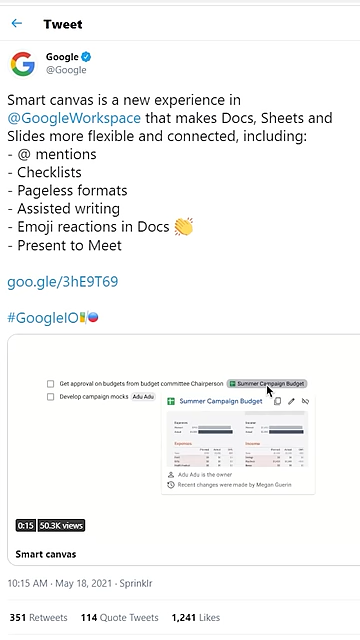 Tweet
Google
@Google
Smart canvas is a new experience in
@GoogleWorkspace that makes Docs, Sheets and
Slides more flexible and connected, including:
- @ mentions
- Checklists
- Pageless formats
- Assisted writing
- Emoji reactions in Docs 👏
- Present to Meet
goo.gle/3hE9T69
#GoogleIO
Get approval on budgets from budget committee Chairperson Summer Campaign Budget
Develop campaign mocks Adu Adu
Summer Campaign Budget
Adu Adu is the owner
Recent changes were made by Megan Guerin
0:15 50.3K views
Smart canvas
10:15 AM · May 18, 2021 · Sprinklr
351 Retweets 114 Quote Tweets 1,241 Likes